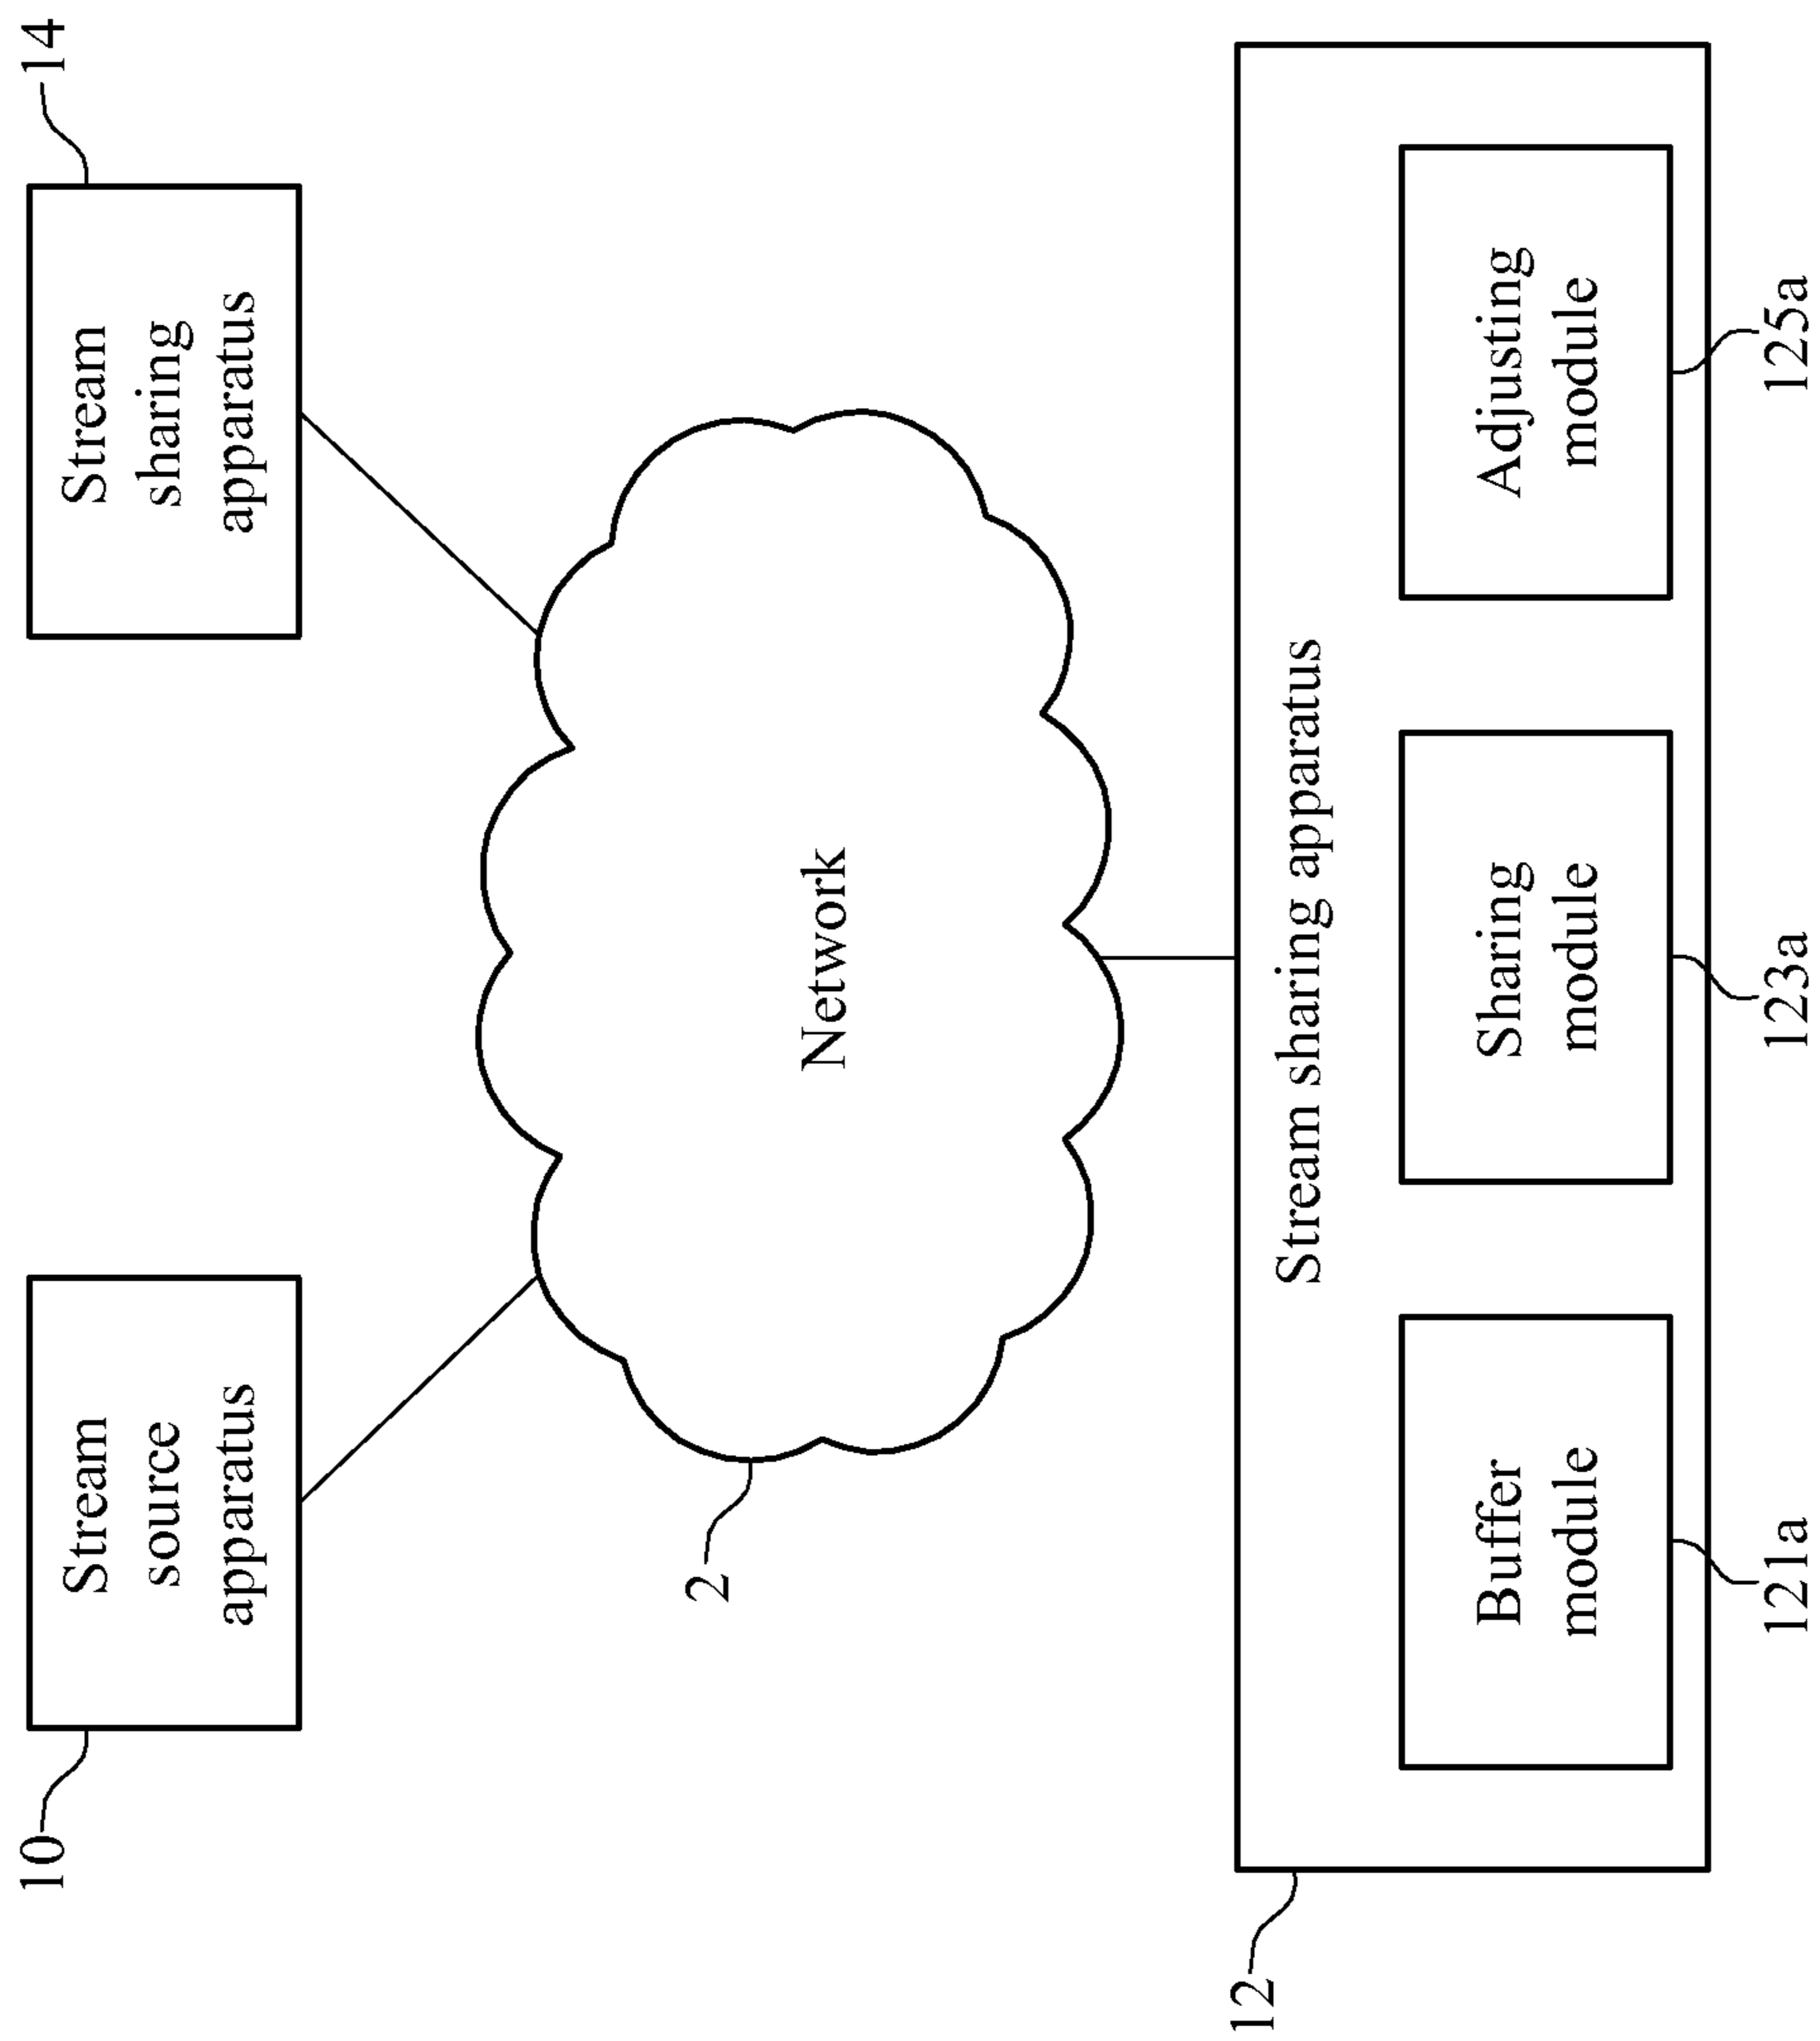 10
Stream
source
apparatus
Stream
sharing
apparatus
14
2
Network
12
Stream sharing apparatus
Buffer
module
Sharing
module
Adjusting
module
121a
123a
125a